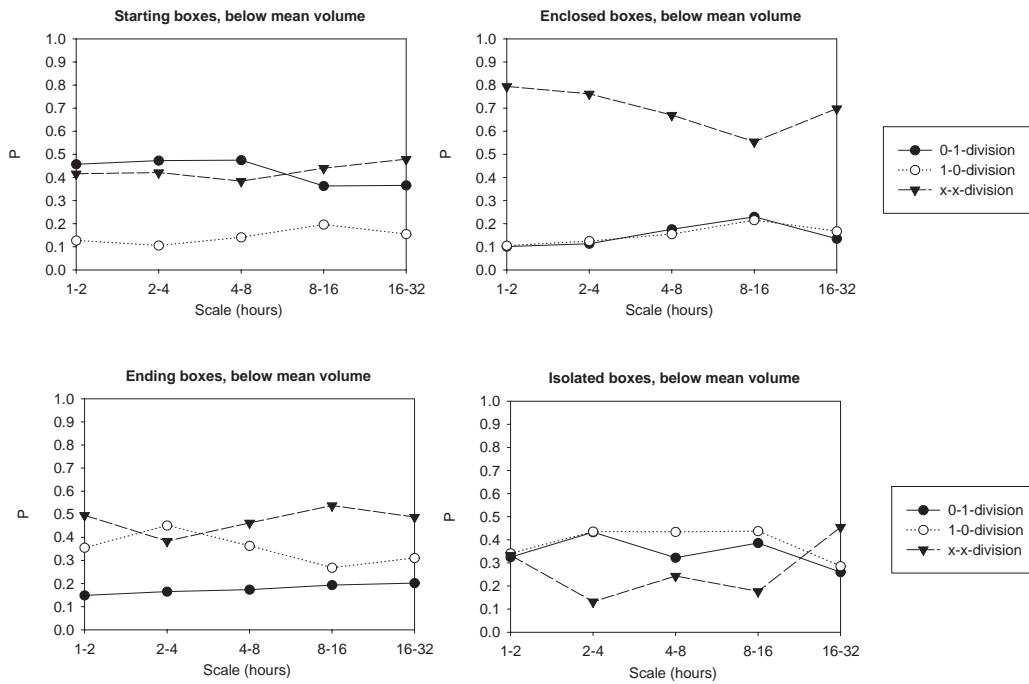 Starting boxes, below mean volume
1.0
0.9
0.8
0.7
0.6
0.5
0.4
0.3
0.2
0.1
0.0
P
1-2 2-4 4-8 8-16 16-32
Scale (hours)
Enclosed boxes, below mean volume
1.0
0.9
0.8
0.7
0.6
0.5
0.4
0.3
0.2
0.1
0.0
P
1-2 2-4 4-8 8-16 16-32
Scale (hours)
0-1-division
1-0-division
x-x-division
Ending boxes, below mean volume
1.0
0.9
0.8
0.7
0.6
0.5
0.4
0.3
0.2
0.1
0.0
P
1-2 2-4 4-8 8-16 16-32
Scale (hours)
Isolated boxes, below mean volume
1.0
0.9
0.8
0.7
0.6
0.5
0.4
0.3
0.2
0.1
0.0
P
1-2 2-4 4-8 8-16 16-32
Scale (hours)
0-1-division
1-0-division
x-x-division